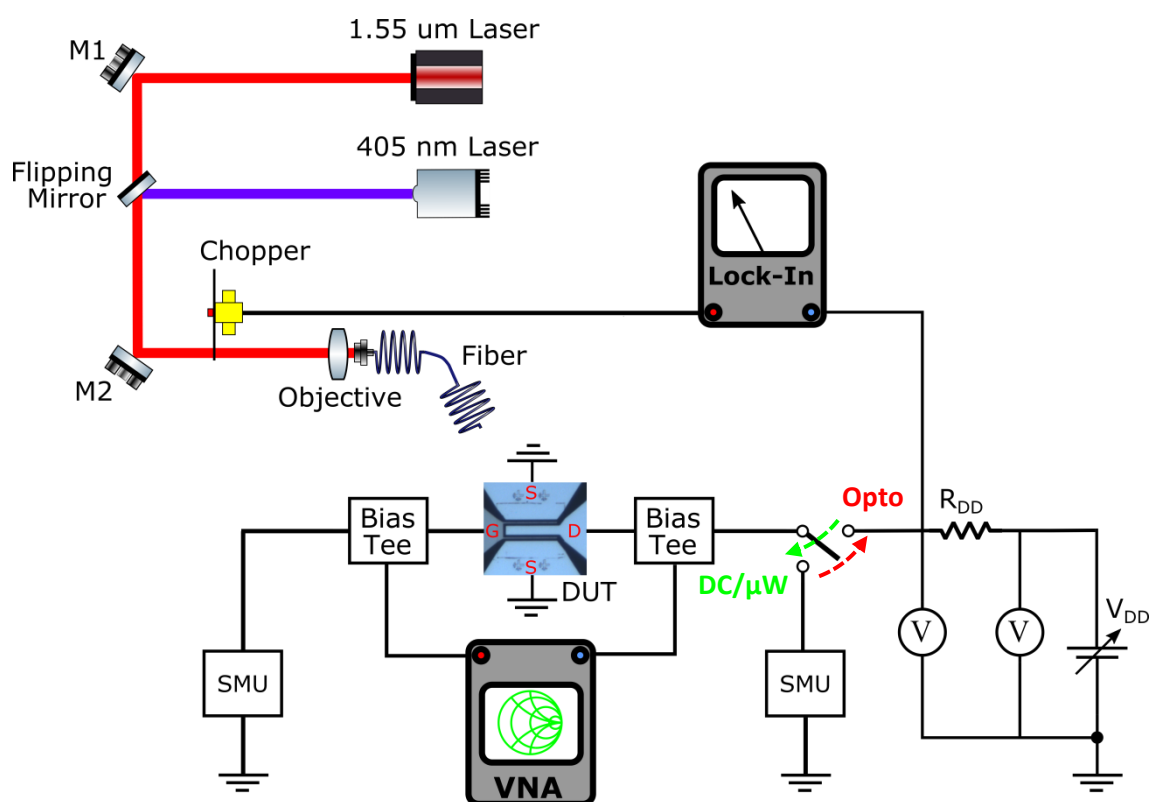 1.55 um Laser
M1
405 nm Laser
Flipping
Mirror
Chopper
Lock-In
M2
Objective
Fiber
Bias
Tee
S
G
D
S
DUT
Bias
Tee
Opto
DC/μW
R_DD
V
V
V_DD
SMU
SMU
VNA